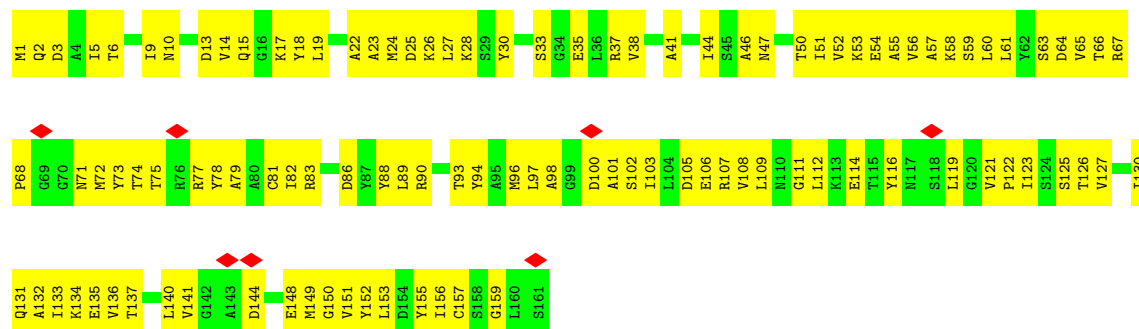 M1 Q2 D3 A4 I5 T6 I9 N10 D13 V14 Q15 G16 K17 Y18 L19 A22 A23 M24 D25 K26 L27 K28 S29 Y30 S33 G34 E35 L36 R37 V38 A41 I44 S45 A46 N47 T50 I51 V52 K53 E54 A55 V56 A57 K58 S59 L60 L61 Y62 S63 D64 V65 T66 R67
P68 G69 G70 N71 M72 Y73 T74 T75 R76 R77 Y78 A79 A80 C81 I82 R83 D86 Y87 Y88 L89 R90 T93 Y94 A95 M96 L97 A98 G99 D100 A101 S102 I103 L104 D105 E106 R107 V108 L109 N110 G111 L112 K113 E114 T115 Y116 N117 S118 L119 G120 V121 P122 I123 S124 S125 T126 V127 I130
Q131 A132 I133 K134 E135 V136 T137 L140 V141 G142 A143 D144 E148 M149 G150 V151 Y152 L153 D154 Y155 I156 C157 S158 G159 L160 S161